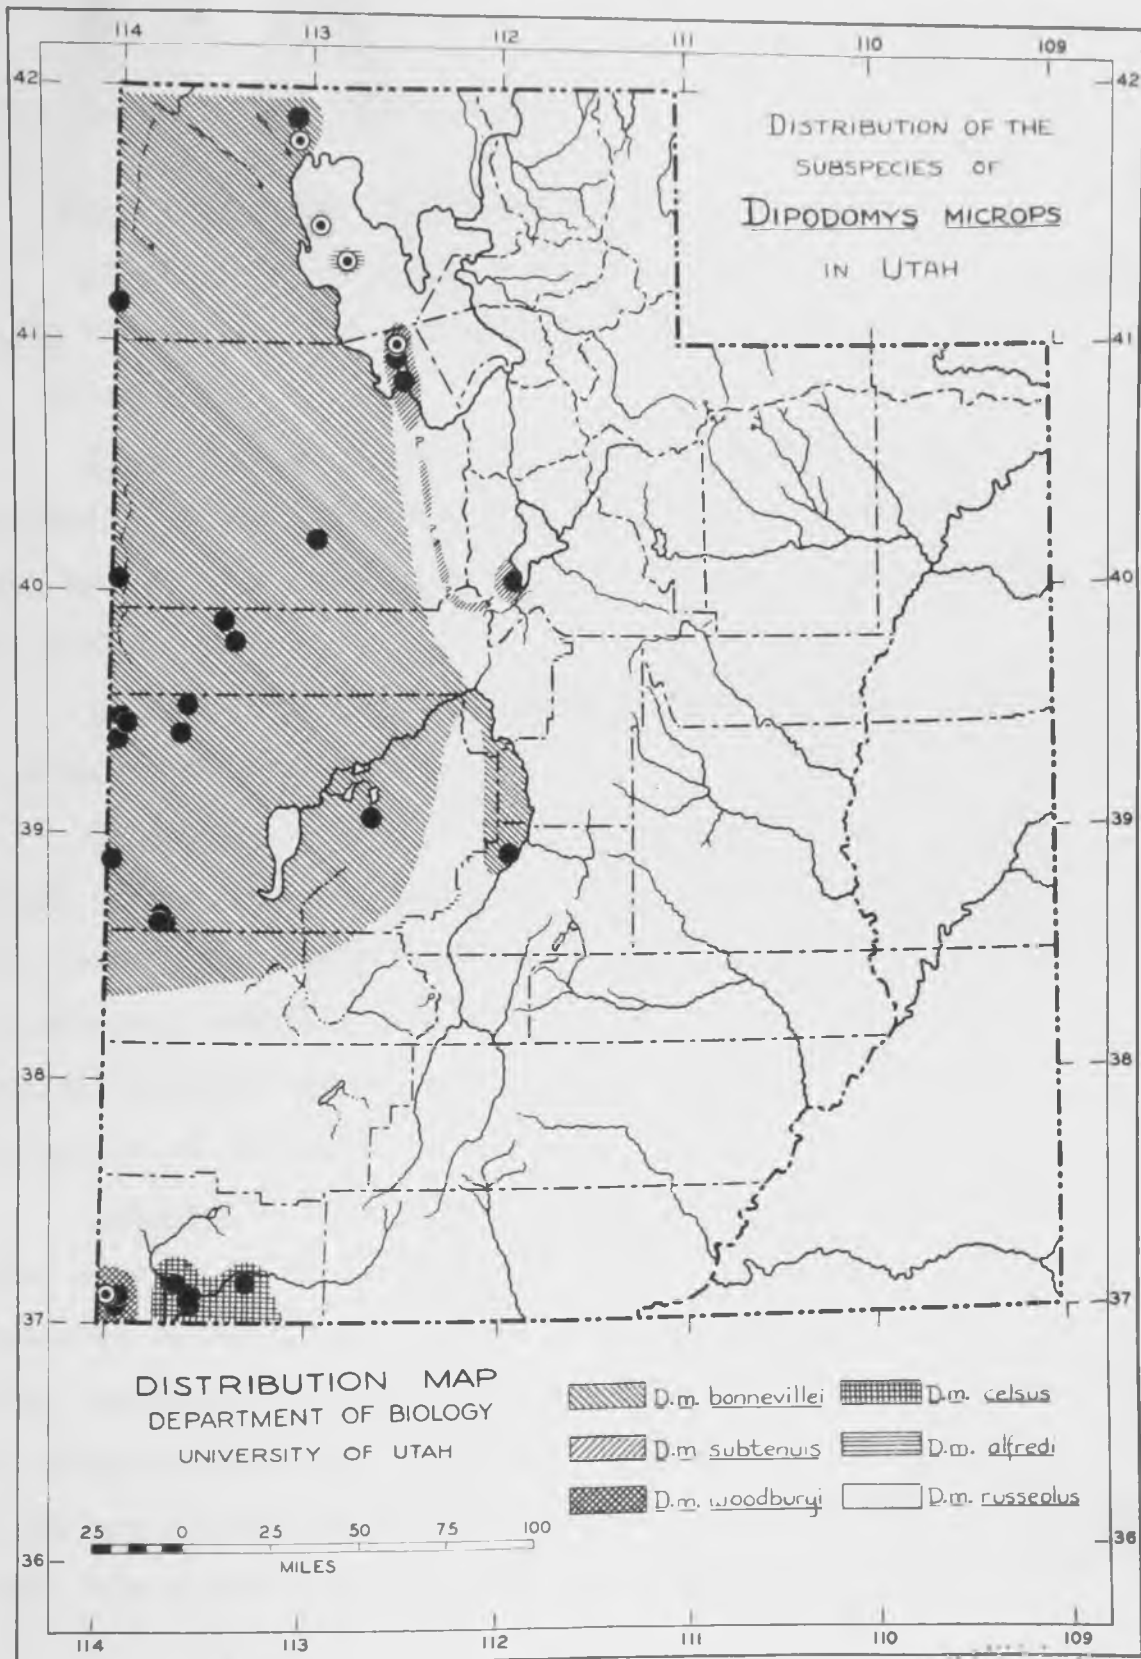 114 113 112 111 110 109
42 42
DISTRIBUTION OF THE
SUBSPECIES OF
DIPODOMYS MICROPS
IN UTAH
41 41
40 40
39 39
38 38
37 37
DISTRIBUTION MAP
DEPARTMENT OF BIOLOGY
UNIVERSITY OF UTAH
D.m. bonnevillei
D.m. celsus
D.m subtenuis
D.m. alfredi
D.m. woodburyi
D.m. russeolus
25 0 25 50 75 100
MILES
36 36
114 113 112 111 110 109